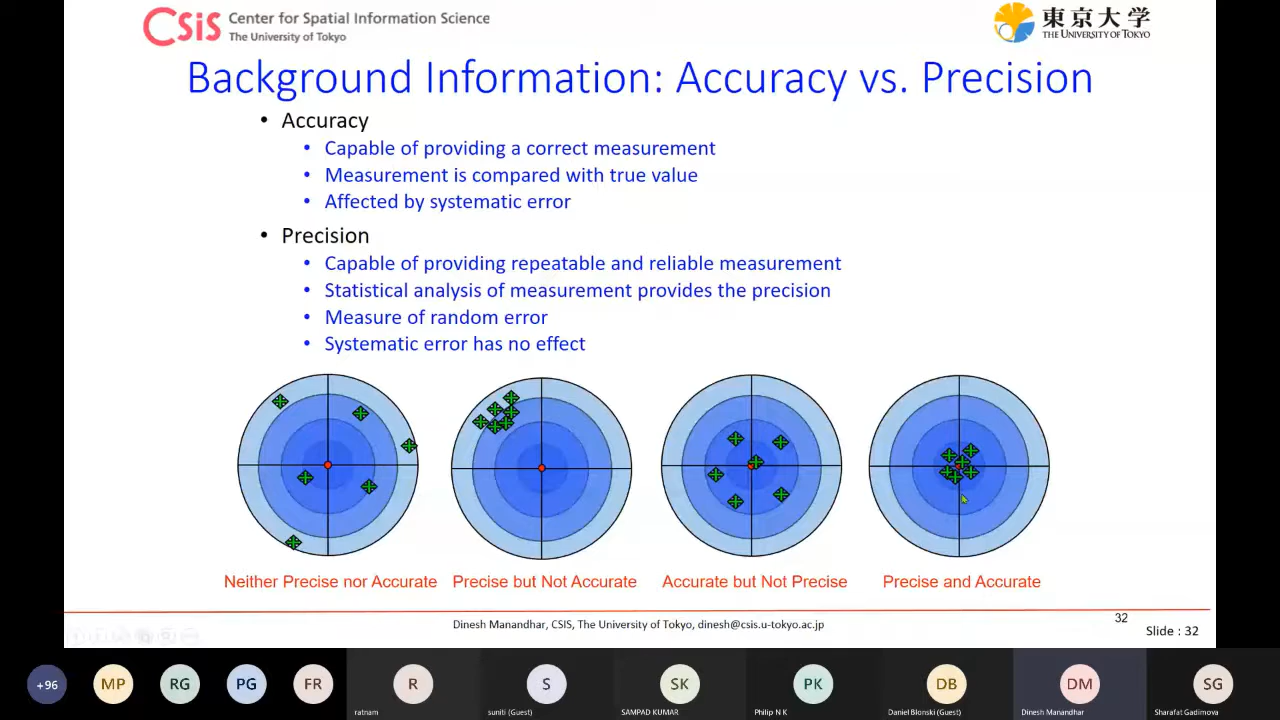 CSiS Center for Spatial Information Science
The University of Tokyo
東京大学
THE UNIVERSITY OF TOKYO
Background Information: Accuracy vs. Precision
• Accuracy
• Capable of providing a correct measurement
• Measurement is compared with true value
• Affected by systematic error
• Precision
• Capable of providing repeatable and reliable measurement
• Statistical analysis of measurement provides the precision
• Measure of random error
• Systematic error has no effect
Neither Precise nor Accurate
Precise but Not Accurate
Accurate but Not Precise
Precise and Accurate
Dinesh Manandhar, CSIS, The University of Tokyo, dinesh@csis.u-tokyo.ac.jp
32
Slide : 32
+96
MP
RG
PG
FR
R
S
SK
PK
DB
DM
SG
ratnam
suniti (Guest)
SAMPAD KUMAR
Philip N K
Daniel Blonski (Guest)
Dinesh Manandhar
Sharafat Gadimova